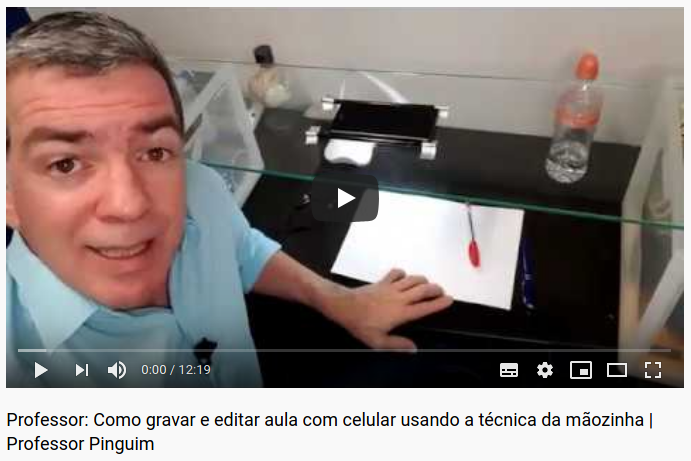 0:00 / 12:19
Professor: Como gravar e editar aula com celular usando a técnica da mãozinha |
Professor Pinguim